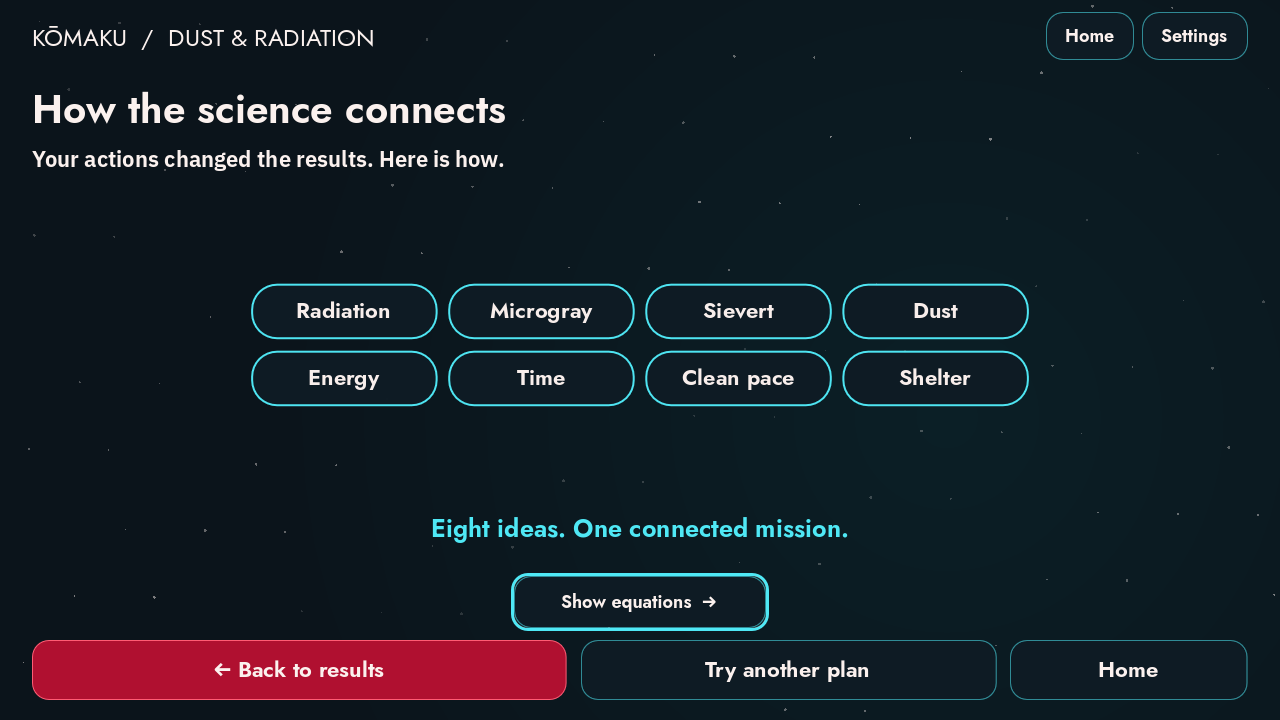 KŌMAKU / DUST & RADIATION
Home
Settings
How the science connects
Your actions changed the results. Here is how.
Radiation
Microgray
Sievert
Dust
Energy
Time
Clean pace
Shelter
Eight ideas. One connected mission.
Show equations →
← Back to results
Try another plan
Home